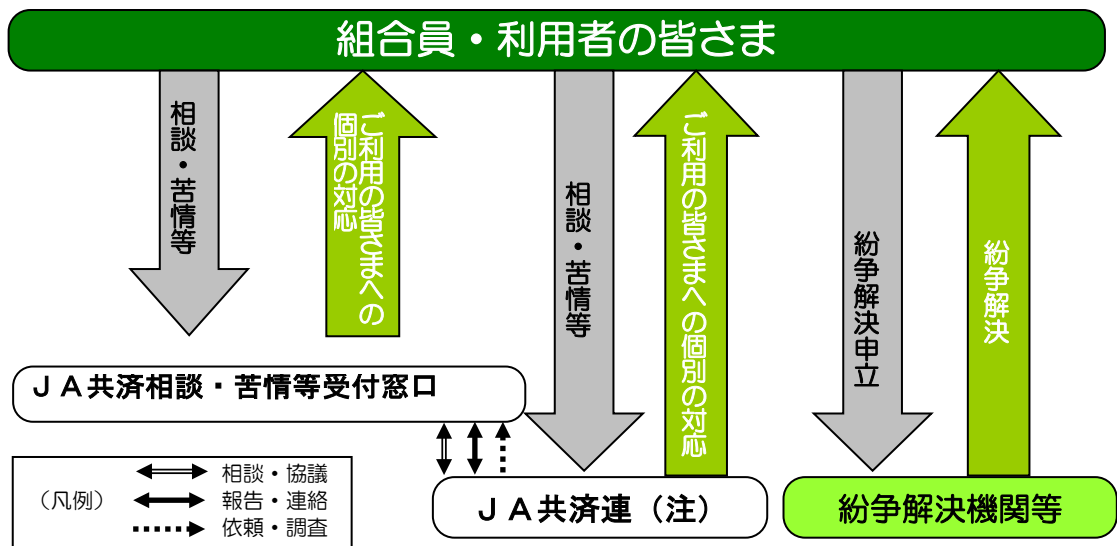 組合員・利用者の皆さま
相談・苦情等
ご利用の皆さまへの
個別の対応
相談・苦情等
ご利用の皆さまへの個別の対応
紛争解決申立
紛争解決
ＪＡ共済相談・苦情等受付窓口
（凡例）
相談・協議
報告・連絡
依頼・調査
ＪＡ共済連（注）
紛争解決機関等